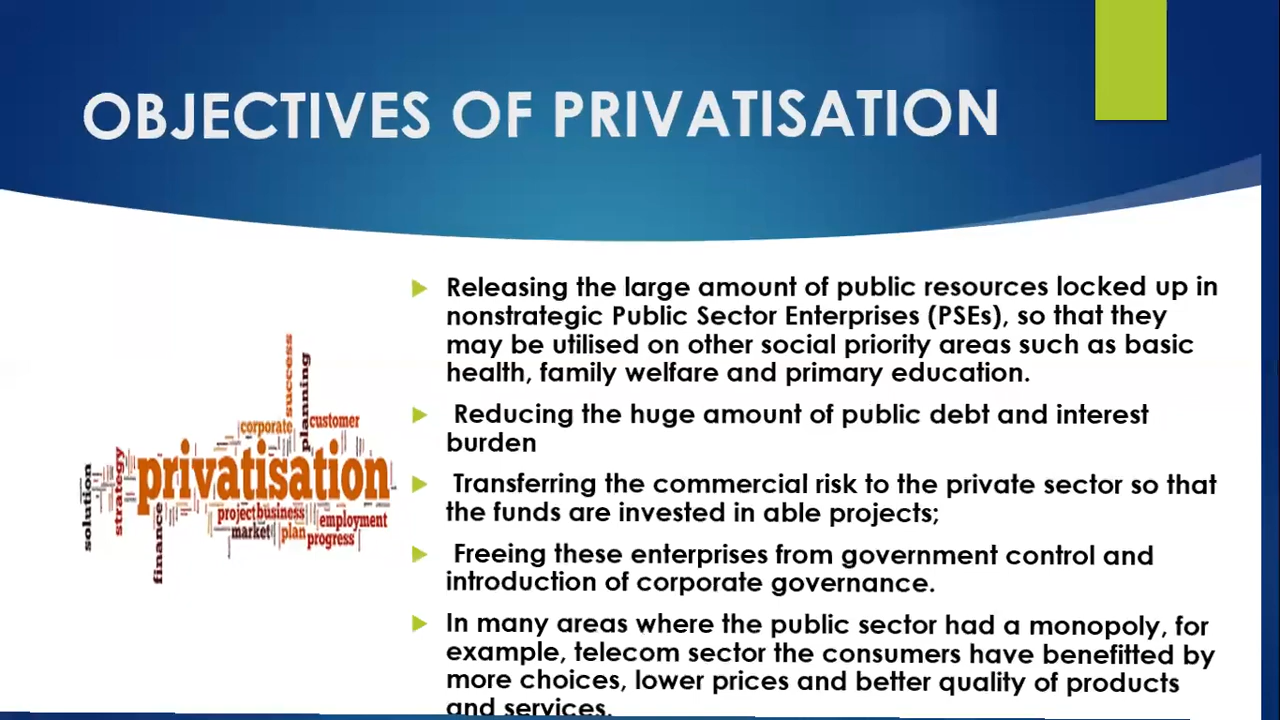 OBJECTIVES OF PRIVATISATION
Releasing the large amount of public resources locked up in
nonstrategic Public Sector Enterprises (PSEs), so that they
may be utilised on other social priority areas such as basic
health, family welfare and primary education.
Reducing the huge amount of public debt and interest
burden
Transferring the commercial risk to the private sector so that
the funds are invested in able projects;
Freeing these enterprises from government control and
introduction of corporate governance.
In many areas where the public sector had a monopoly, for
example, telecom sector the consumers have benefitted by
more choices, lower prices and better quality of products
and services.
success
planning
corporate
customer
privatisation
solution
strategy
finance
project
business
employment
market
plan
progress